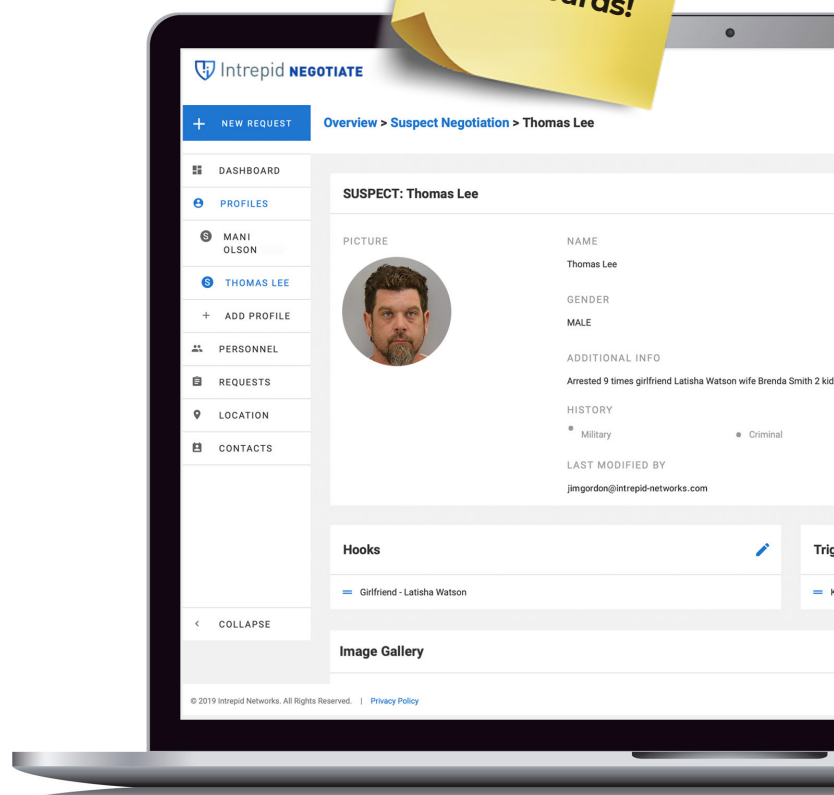 ards!
Intrepid NEGOTIATE
+ NEW REQUEST
Overview > Suspect Negotiation > Thomas Lee
DASHBOARD
PROFILES
S MANI
OLSON
S THOMAS LEE
+ ADD PROFILE
PERSONNEL
REQUESTS
LOCATION
CONTACTS
< COLLAPSE
SUSPECT: Thomas Lee
PICTURE
NAME
Thomas Lee
GENDER
MALE
ADDITIONAL INFO
Arrested 9 times girlfriend Latisha Watson wife Brenda Smith 2 kid
HISTORY
Military
Criminal
LAST MODIFIED BY
jimgordon@intrepid-networks.com
Hooks
Girlfriend - Latisha Watson
Trig
K
Image Gallery
© 2019 Intrepid Networks. All Rights Reserved. | Privacy Policy